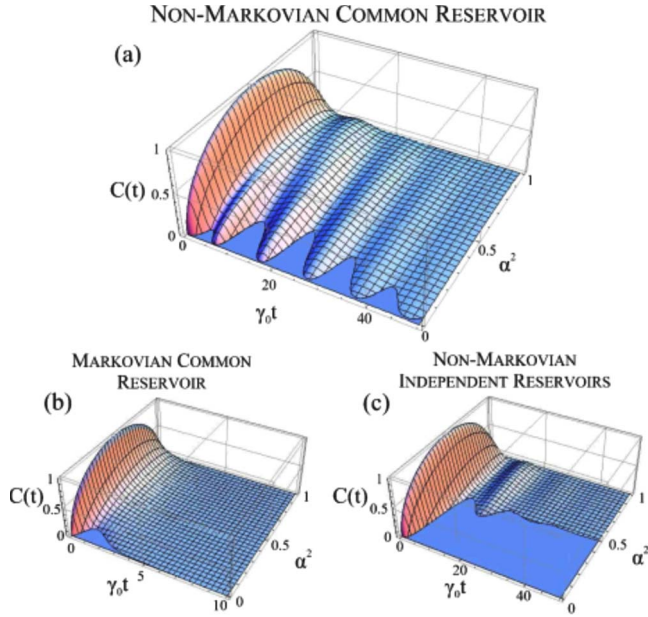 NON-MARKOVIAN COMMON RESERVOIR
(a)
1
C(t) 0.5
0
0
20
γ₀t
40
0
0.5
α²
1
MARKOVIAN COMMON
RESERVOIR
(b)
1
C(t) 0.5
0
0
γ₀t
5
10
0
0.5
α²
1
NON-MARKOVIAN
INDEPENDENT RESERVOIRS
(c)
1
C(t) 0.5
0
0
20
γ₀t
40
0
0.5
α²
1